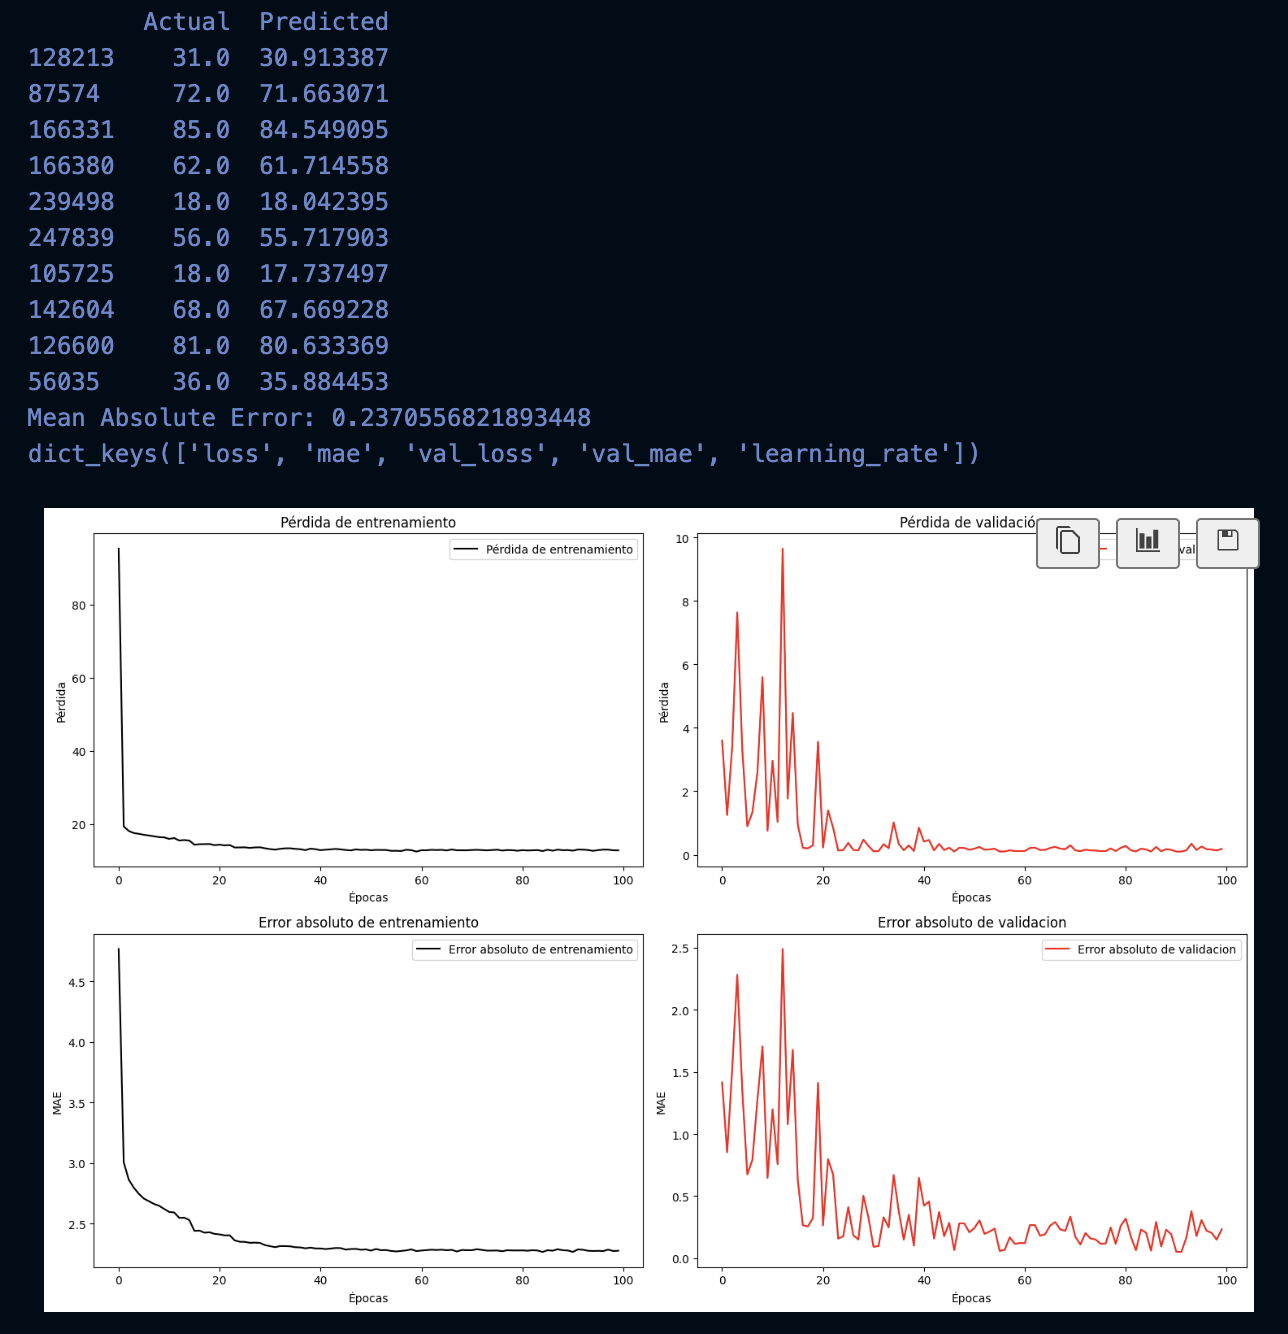 Actual Predicted
128213 31.0 30.913387
87574 72.0 71.663071
166331 85.0 84.549095
166380 62.0 61.714558
239498 18.0 18.042395
247839 56.0 55.717903
105725 18.0 17.737497
142604 68.0 67.669228
126600 81.0 80.633369
56035 36.0 35.884453
Mean Absolute Error: 0.2370556821893448
dict_keys(['loss', 'mae', 'val_loss', 'val_mae', 'learning_rate'])
Pérdida de entrenamiento
Pérdida de entrenamiento
80
60
40
20
Pérdida
0 20 40 60 80 100
Épocas
Pérdida de validació
val
10
8
6
4
2
0
Pérdida
0 20 40 60 80 100
Épocas
Error absoluto de entrenamiento
Error absoluto de entrenamiento
4.5
4.0
3.5
3.0
2.5
MAE
0 20 40 60 80 100
Épocas
Error absoluto de validacion
Error absoluto de validacion
2.5
2.0
1.5
1.0
0.5
0.0
MAE
0 20 40 60 80 100
Épocas